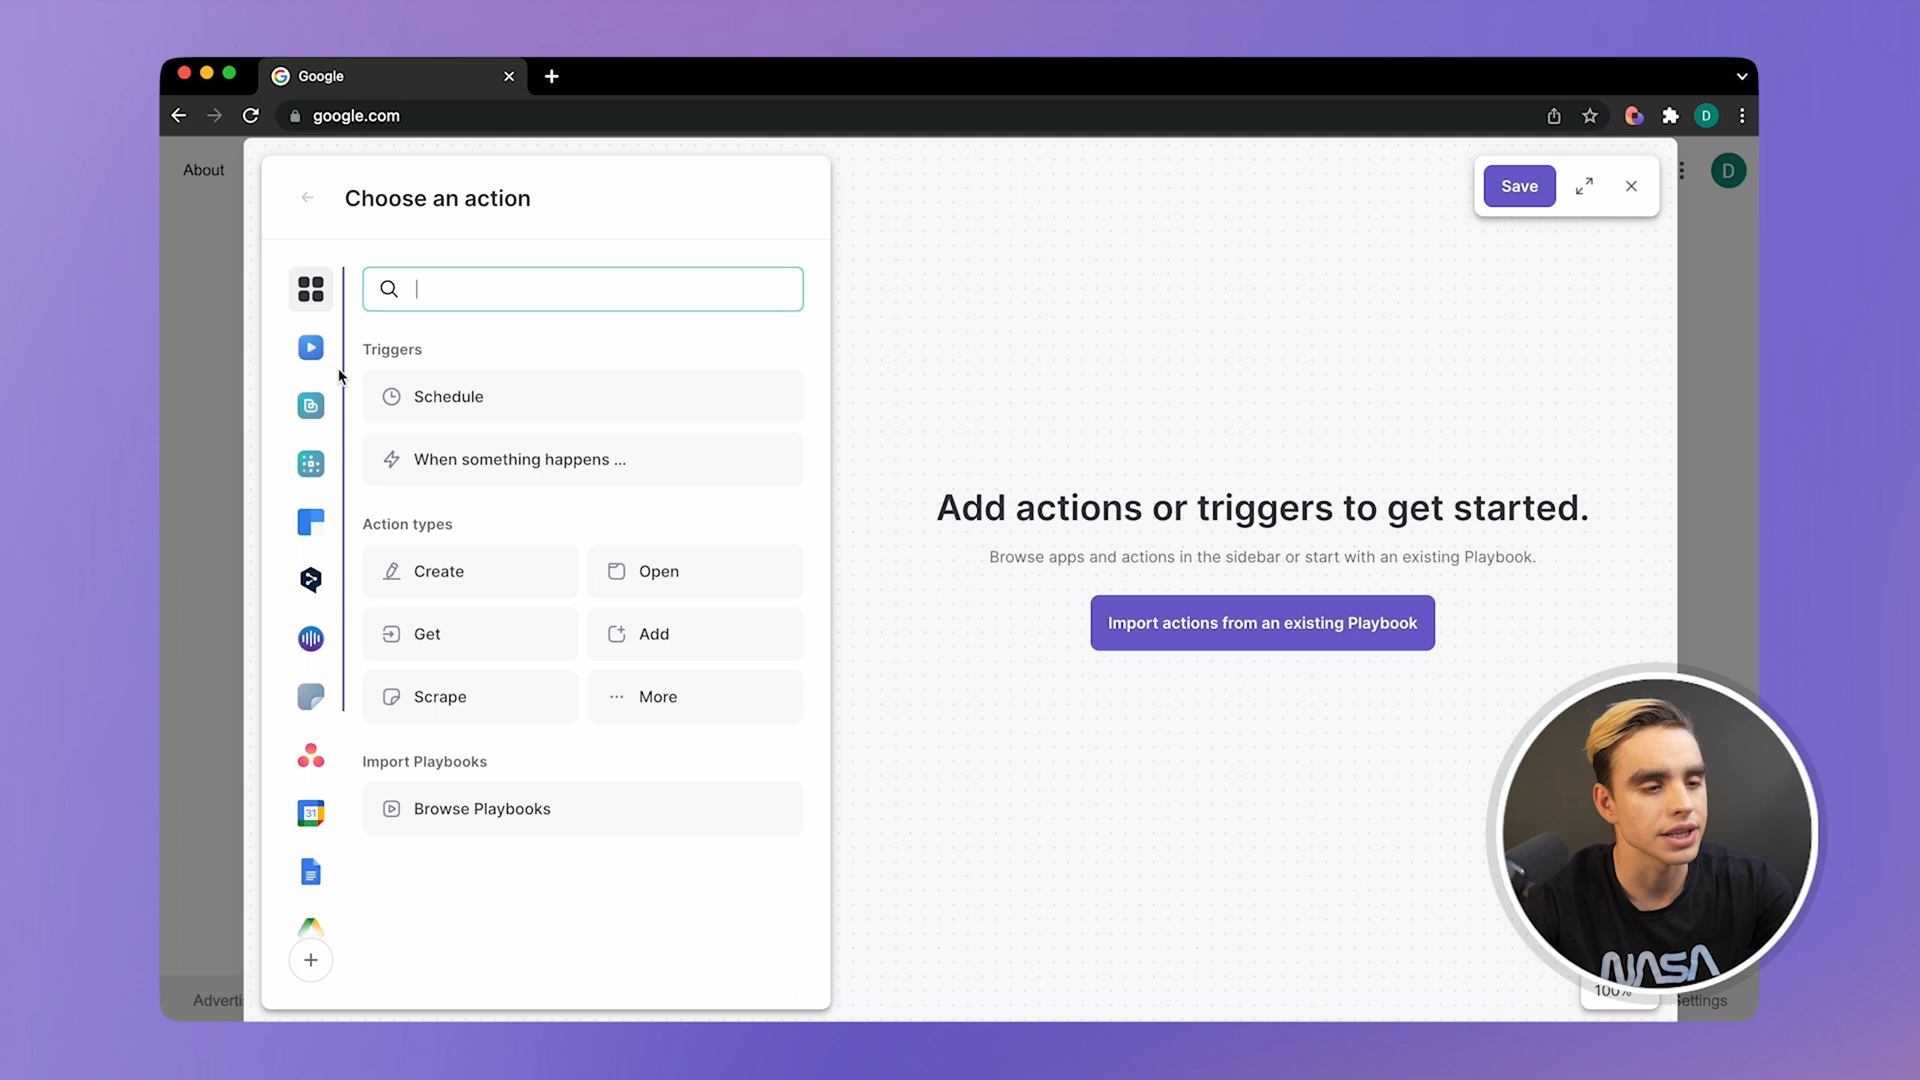 Google
google.com
D
About
D
Choose an action
Save
Triggers
Schedule
When something happens ...
Action types
Create
Open
Get
Add
Scrape
More
Import Playbooks
Browse Playbooks
31
Add actions or triggers to get started.
Browse apps and actions in the sidebar or start with an existing Playbook.
Import actions from an existing Playbook
NASA
100%
Adverti
Settings